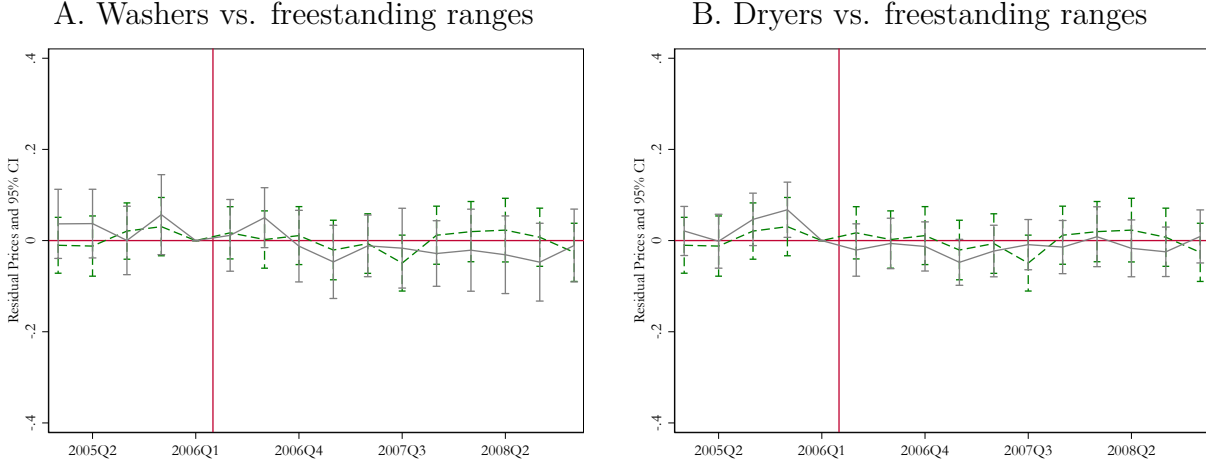 A. Washers vs. freestanding ranges
Residual Prices and 95% CI
.4
.2
0
-.2
-.4
2005Q2 2006Q1 2006Q4 2007Q3 2008Q2
B. Dryers vs. freestanding ranges
Residual Prices and 95% CI
.4
.2
0
-.2
-.4
2005Q2 2006Q1 2006Q4 2007Q3 2008Q2